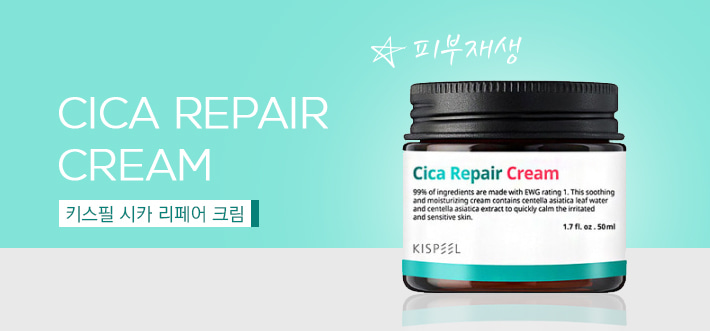 CICA REPAIR
CREAM
키스필 시카 리페어 크림
피부재생
Cica Repair Cream
99% of ingredients are made with EWG rating 1. This soothing
and moisturizing cream contains centella asiatica leaf water
and centella asiatica extract to quickly calm the irritated
and sensitive skin.
1.7 fl. oz . 50 ml
KISPEEL